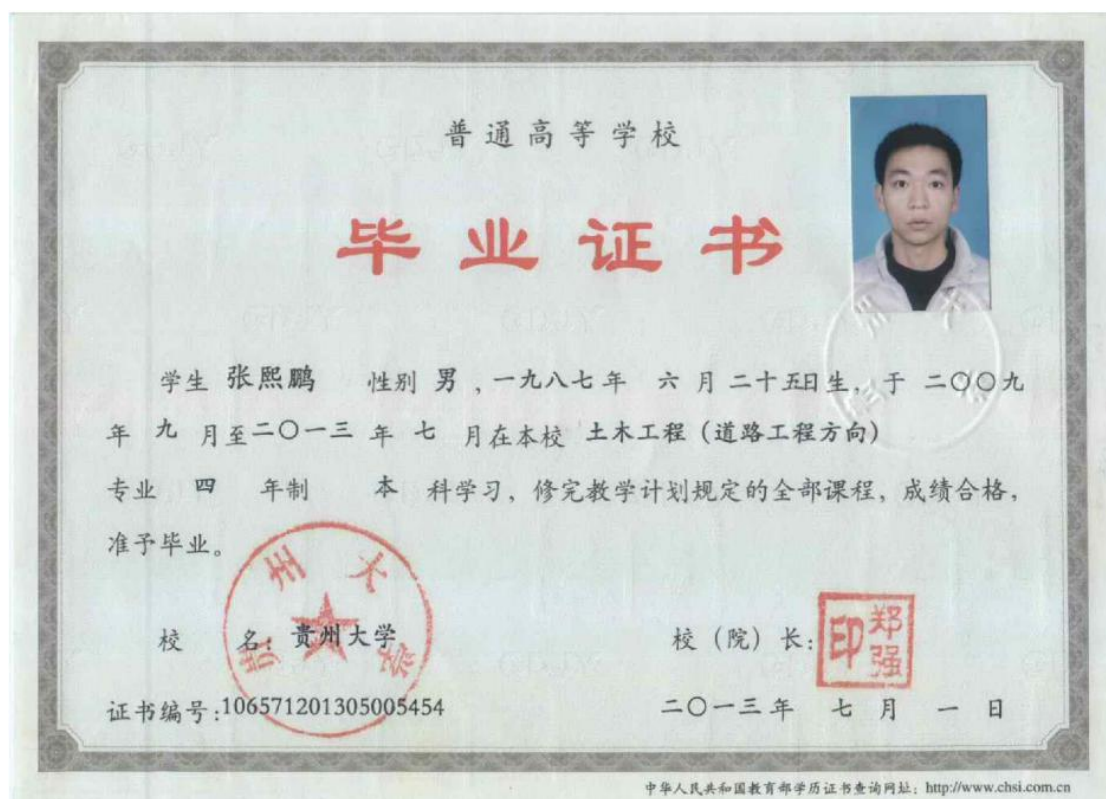 普通高等学校
毕业证书
学生 张熙鹏 性别 男，一九八七年 六 月 二十五日生，于 二〇〇九
年 九 月至二〇一三 年 七 月在本校 土木工程（道路工程方向）
专业 四 年制 本 科学习，修完教学计划规定的全部课程，成绩合格，
准予毕业。
贵州大学
校 名：贵州大学
校（院）长：
郑强印
证书编号：106571201305005454
二〇一三年 七 月 一 日
中华人民共和国教育部学历证书查询网址：http://www.chsi.com.cn